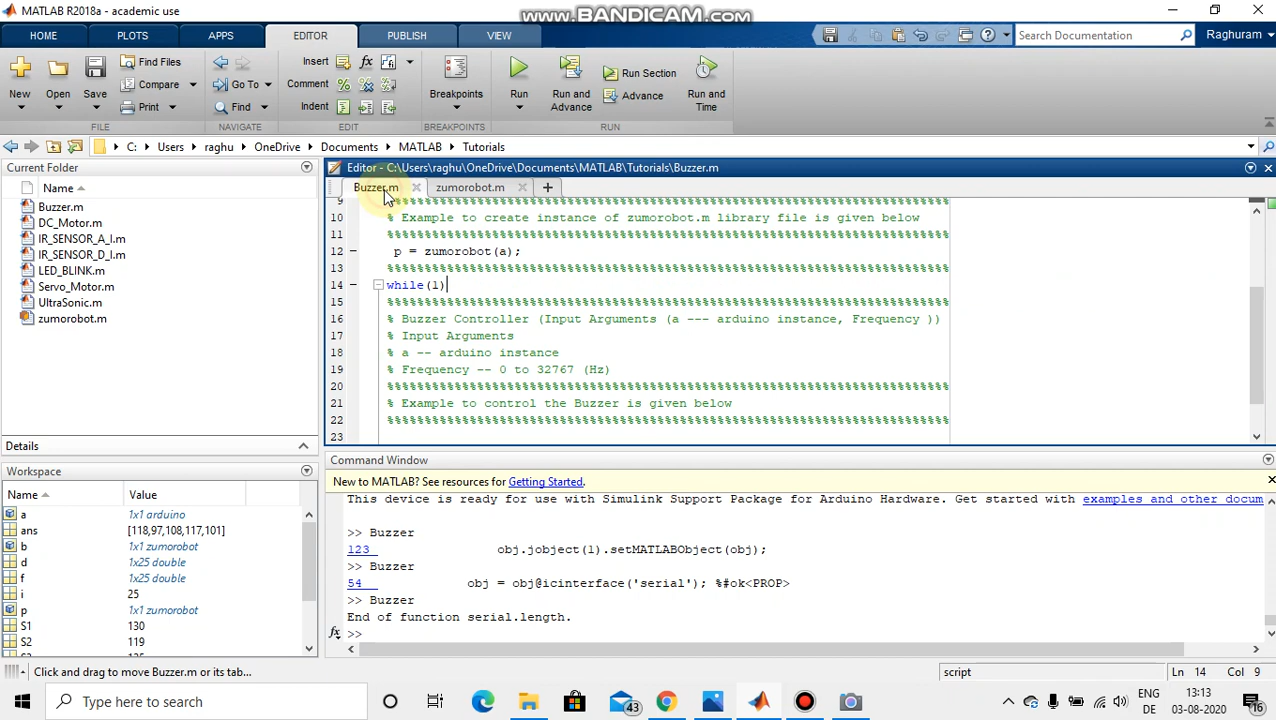 MATLAB R2018a - academic use
www.BANDICAM.com
HOME PLOTS APPS EDITOR PUBLISH VIEW
Search Documentation
Raghuram
New Open Save
Find Files
Compare
Print
Go To
Find
Insert
Comment
Indent
fx
Breakpoints
Run
Run and Advance
Run Section
Advance
Run and Time
FILE NAVIGATE EDIT BREAKPOINTS RUN
C: Users raghu OneDrive Documents MATLAB Tutorials
Current Folder
Name
Buzzer.m
DC_Motor.m
IR_SENSOR_A_I.m
IR_SENSOR_D_I.m
LED_BLINK.m
Servo_Motor.m
UltraSonic.m
zumorobot.m
Details
Workspace
Name Value
a 1x1 arduino
ans [118,97,108,117,101]
b 1x1 zumorobot
d 1x25 double
f 1x25 double
i 25
p 1x1 zumorobot
S1 130
S2 119
Editor - C:\Users\raghu\OneDrive\Documents\MATLAB\Tutorials\Buzzer.m
Buzzer.m zumorobot.m
9 %%%%%%%%%%%%%%%%%%%%%%%%%%%%%%%%%%%%%%%%%%%%%%%%%%%%%%%%%%%%%%%%%%%%%%%%%%%
10 % Example to create instance of zumorobot.m library file is given below
11 %%%%%%%%%%%%%%%%%%%%%%%%%%%%%%%%%%%%%%%%%%%%%%%%%%%%%%%%%%%%%%%%%%%%%%%%%%%
12 p = zumorobot(a);
13 %%%%%%%%%%%%%%%%%%%%%%%%%%%%%%%%%%%%%%%%%%%%%%%%%%%%%%%%%%%%%%%%%%%%%%%%%%%
14 while(1)
15 %%%%%%%%%%%%%%%%%%%%%%%%%%%%%%%%%%%%%%%%%%%%%%%%%%%%%%%%%%%%%%%%%%%%%%%%%%%
16 % Buzzer Controller (Input Arguments (a --- arduino instance, Frequency ))
17 % Input Arguments
18 % a -- arduino instance
19 % Frequency -- 0 to 32767 (Hz)
20 %%%%%%%%%%%%%%%%%%%%%%%%%%%%%%%%%%%%%%%%%%%%%%%%%%%%%%%%%%%%%%%%%%%%%%%%%%%
21 % Example to control the Buzzer is given below
22 %%%%%%%%%%%%%%%%%%%%%%%%%%%%%%%%%%%%%%%%%%%%%%%%%%%%%%%%%%%%%%%%%%%%%%%%%%%
23
Command Window
New to MATLAB? See resources for Getting Started.
This device is ready for use with Simulink Support Package for Arduino Hardware. Get started with examples and other docum
>> Buzzer
123 obj.jobject(1).setMATLABObject(obj);
>> Buzzer
54 obj = obj@icinterface('serial'); %#ok<PROP>
>> Buzzer
End of function serial.length.
fx >>
Click and drag to move Buzzer.m or its tab...
script Ln 14 Col 9
Type here to search
43
ENG
DE
13:13
03-08-2020
16